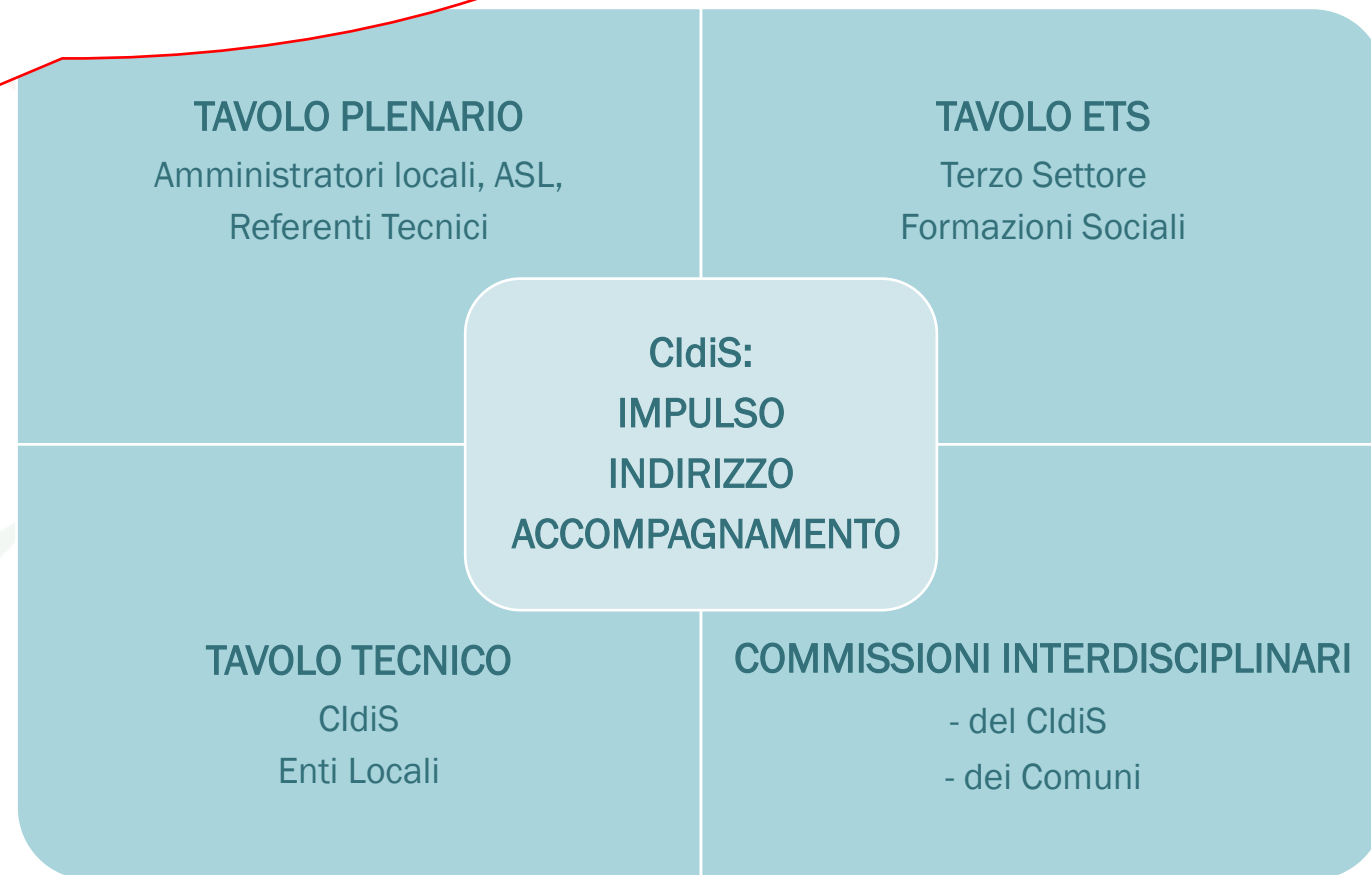 TAVOLO PLENARIO
Amministratori locali, ASL,
Referenti Tecnici
TAVOLO ETS
Terzo Settore
Formazioni Sociali
CIdiS:
IMPULSO
INDIRIZZO
ACCOMPAGNAMENTO
TAVOLO TECNICO
CIdiS
Enti Locali
COMMISSIONI INTERDISCIPLINARI
- del CIdiS
- dei Comuni